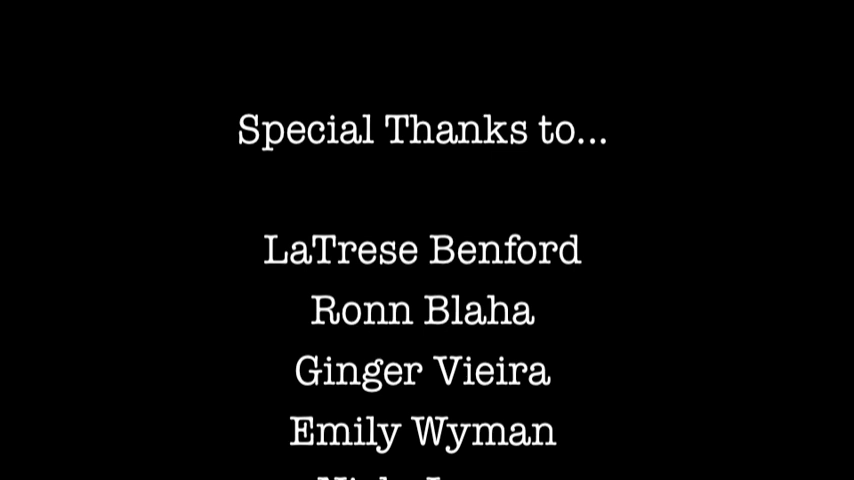 Special Thanks to...
LaTrese Benford
Ronn Blaha
Ginger Vieira
Emily Wyman